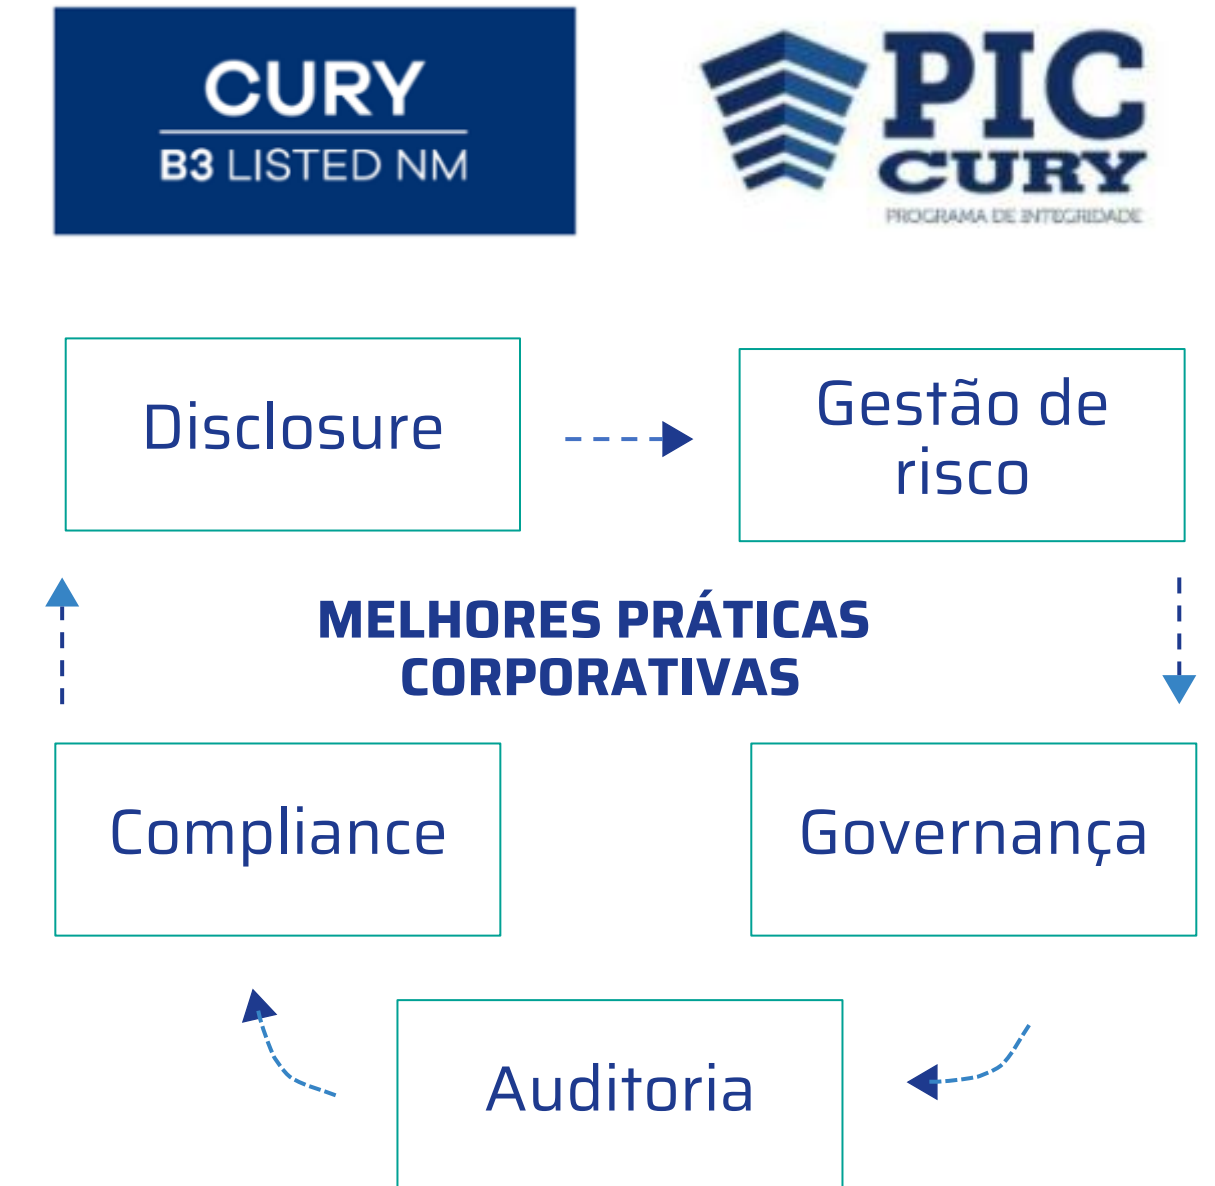 CURY
B3 LISTED NM
PIC
CURY
PROGRAMA DE INTEGRIDADE
Disclosure
Gestão de
risco
MELHORES PRÁTICAS
CORPORATIVAS
Compliance
Governança
Auditoria